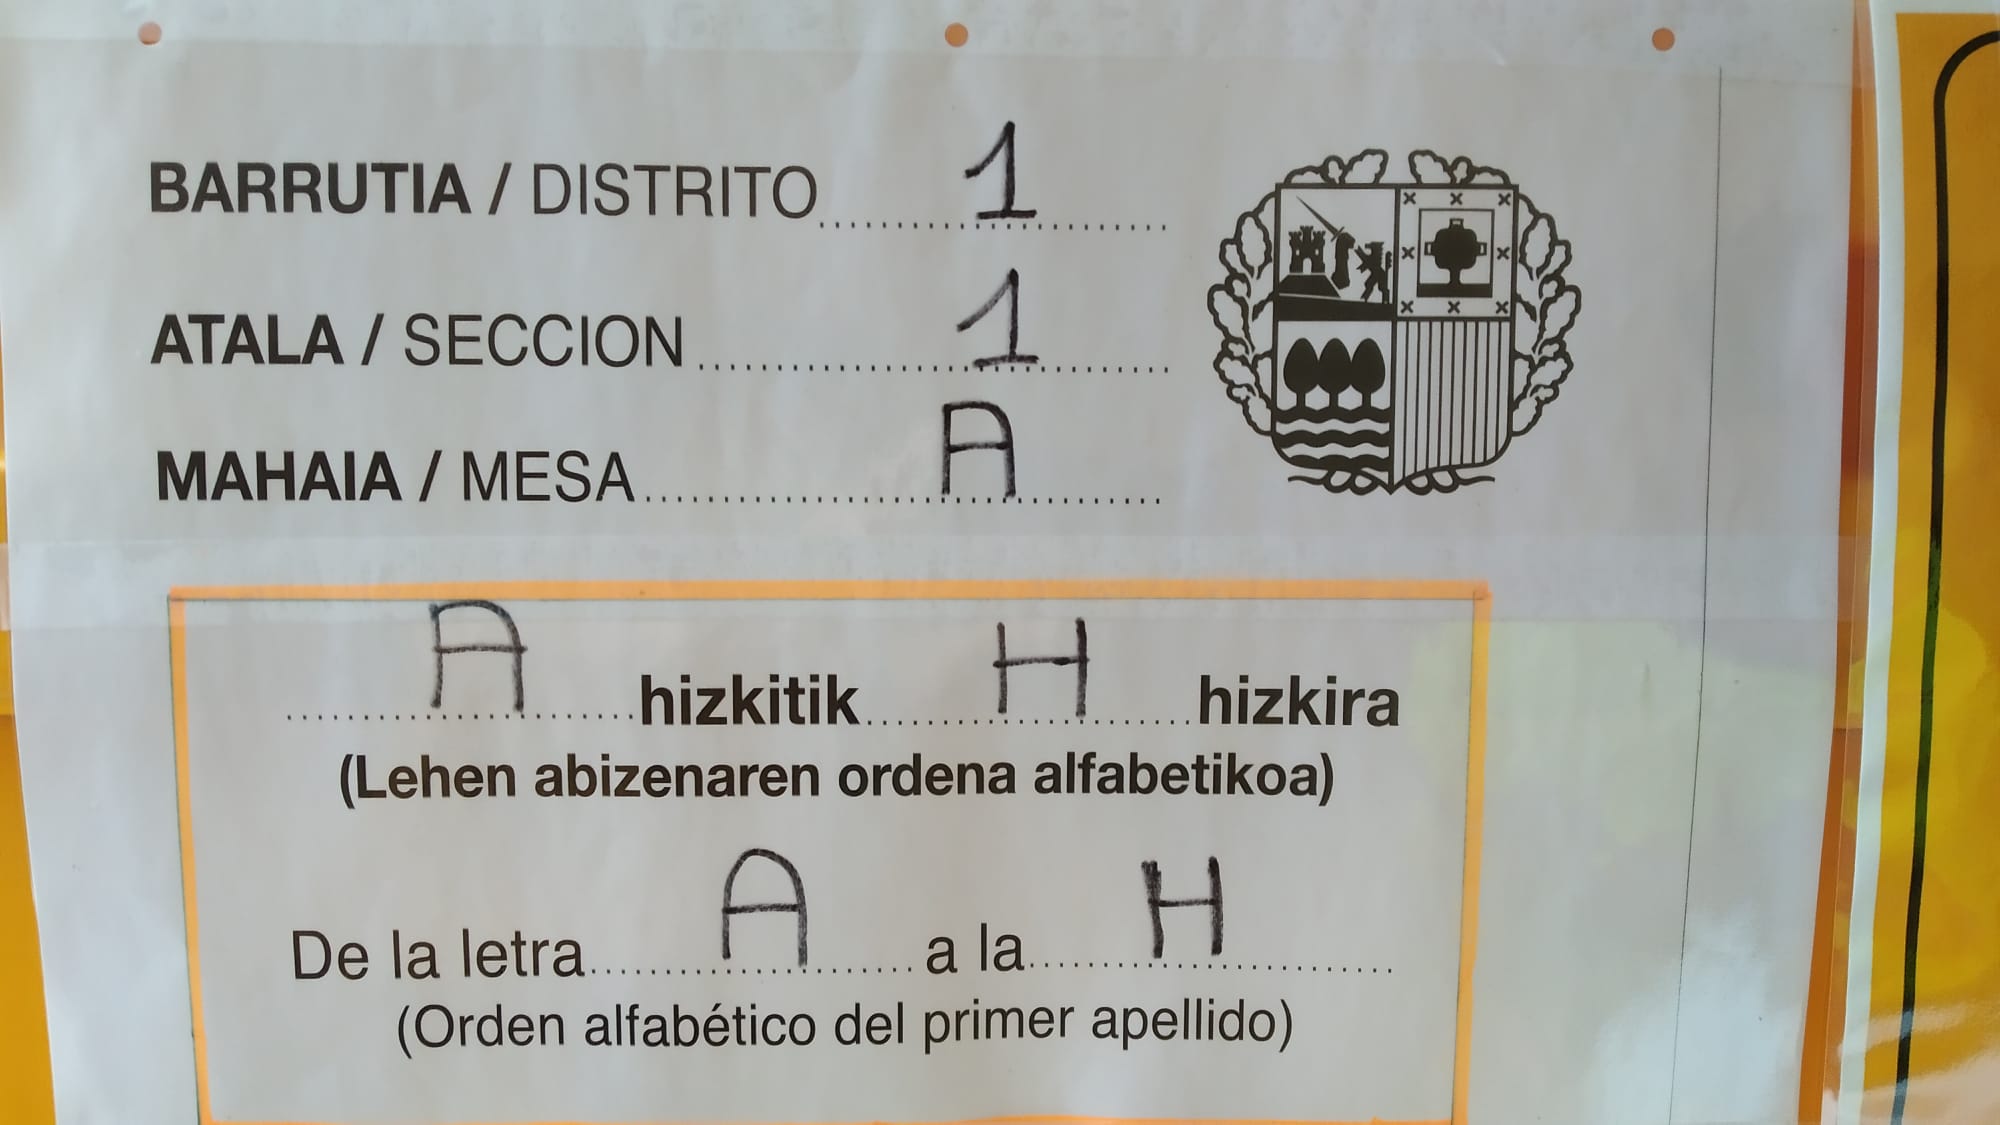 BARRUTIA / DISTRITO 1
ATALA / SECCION 1
MAHAIA / MESA A
A hizkitik H hizkira
(Lehen abizenaren ordena alfabetikoa)
De la letra A a la H
(Orden alfabético del primer apellido)